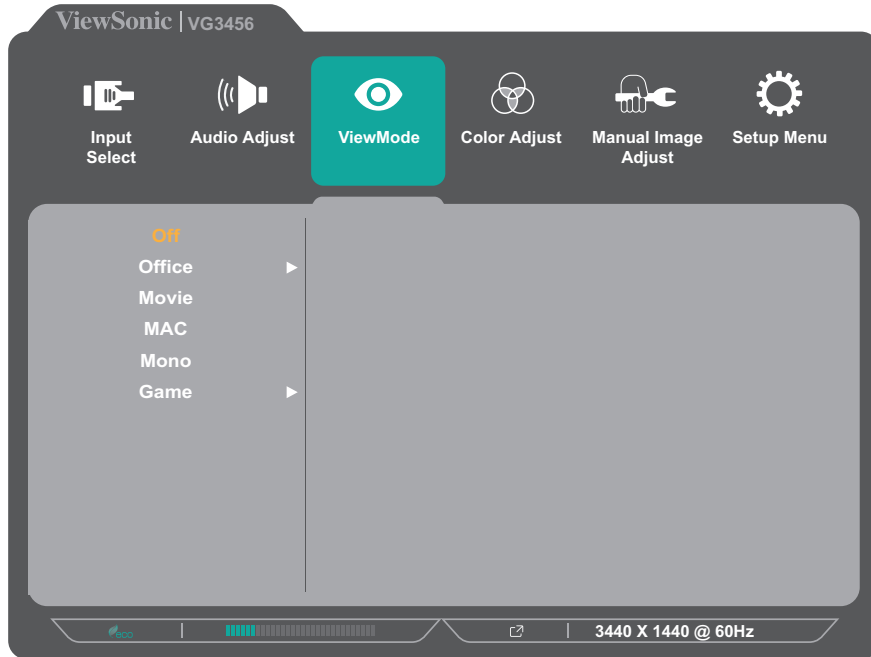 ViewSonic | VG3456
Input Select
Audio Adjust
ViewMode
Color Adjust
Manual Image Adjust
Setup Menu
Off
Office
Movie
MAC
Mono
Game
eco
3440 X 1440 @ 60Hz